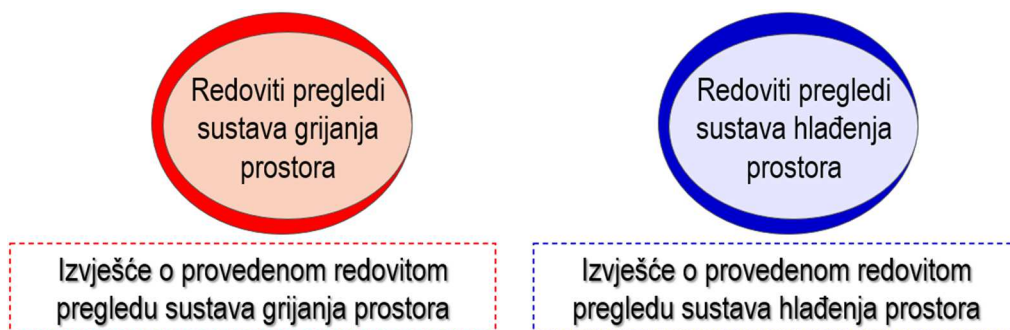 Redoviti pregledi
sustava grijanja
prostora
Redoviti pregledi
sustava hlađenja
prostora
Izvješće o provedenom redovitom
pregledu sustava grijanja prostora
Izvješće o provedenom redovitom
pregledu sustava hlađenja prostora